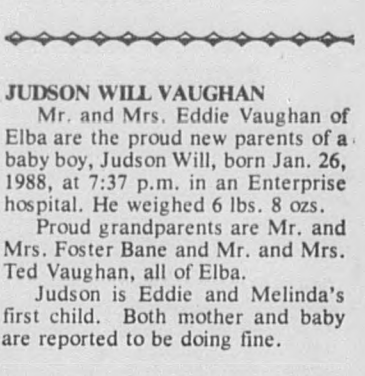 JUDSON WILL VAUGHAN
Mr. and Mrs. Eddie Vaughan of
Elba are the proud new parents of a
baby boy, Judson Will, born Jan. 26,
1988, at 7:37 p.m. in an Enterprise
hospital. He weighed 6 lbs. 8 ozs.
Proud grandparents are Mr. and
Mrs. Foster Bane and Mr. and Mrs.
Ted Vaughan, all of Elba.
Judson is Eddie and Melinda's
first child. Both mother and baby
are reported to be doing fine.